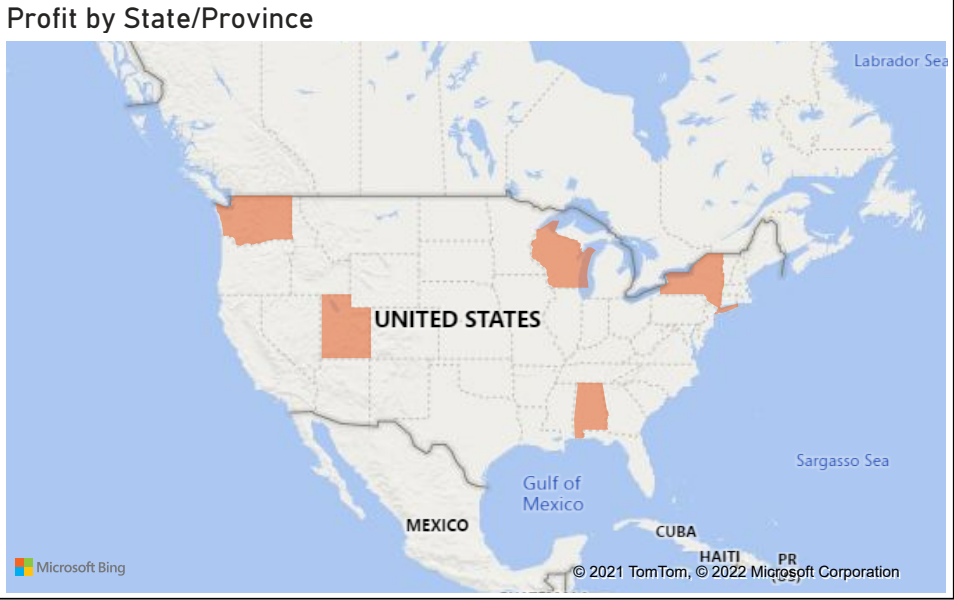 Profit by State/Province
Labrador Sea
UNITED STATES
Sargasso Sea
Gulf of
Mexico
MEXICO
CUBA
HAITI
PR
(US)
Microsoft Bing
© 2021 TomTom, © 2022 Microsoft Corporation